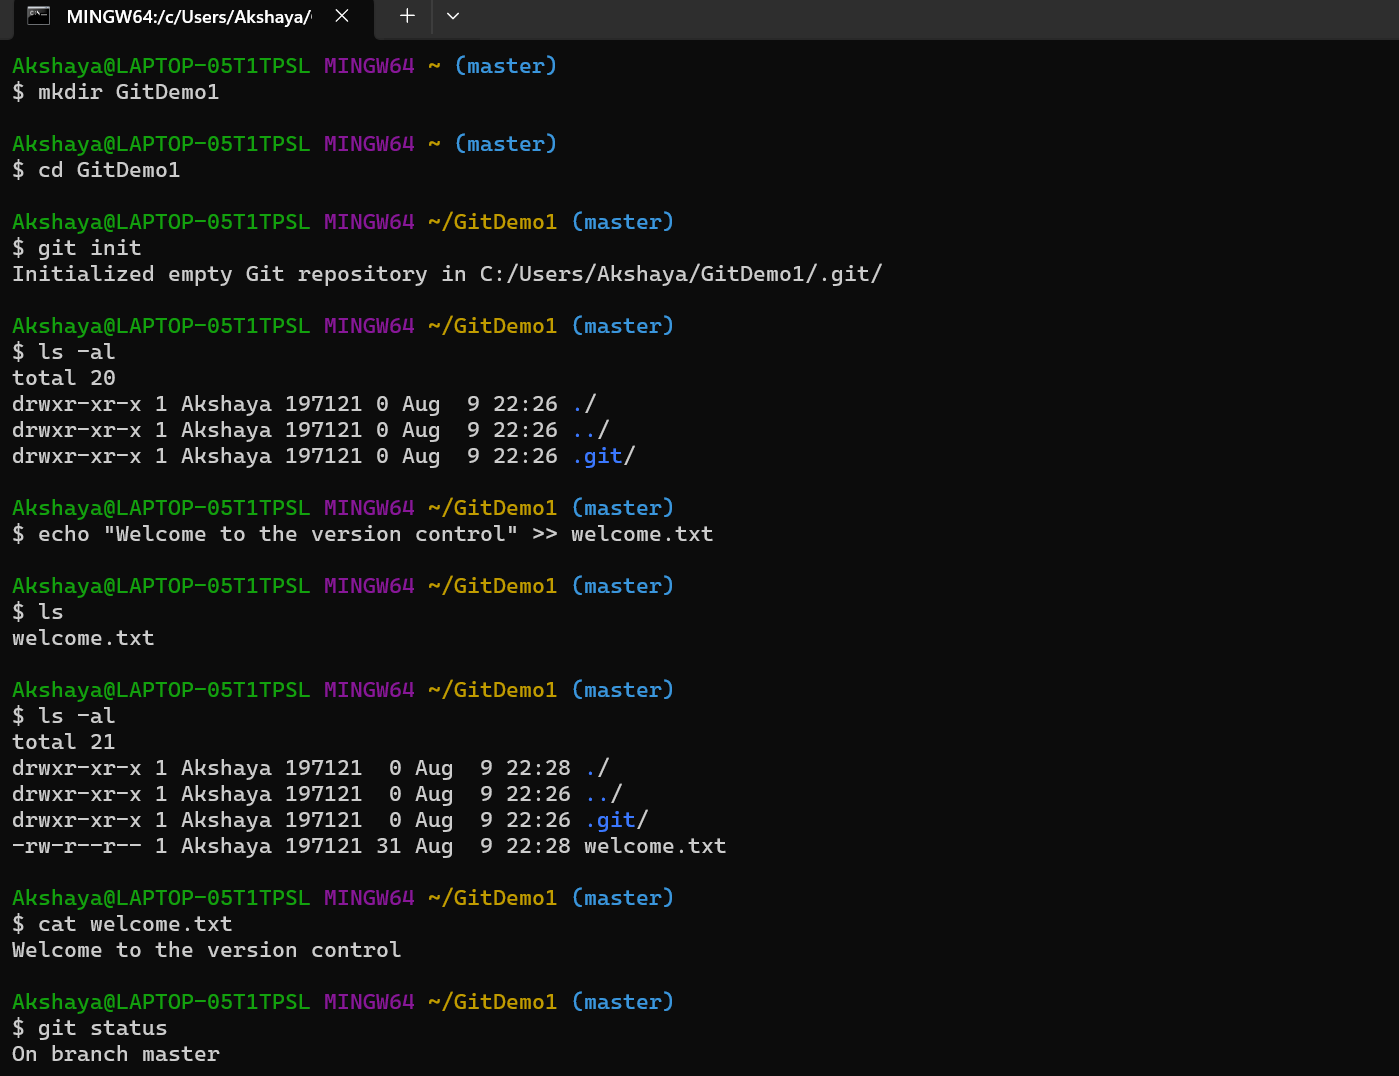 MINGW64:/c/Users/Akshaya/
Akshaya@LAPTOP-05T1TPSL MINGW64 ~ (master)
$ mkdir GitDemo1
Akshaya@LAPTOP-05T1TPSL MINGW64 ~ (master)
$ cd GitDemo1
Akshaya@LAPTOP-05T1TPSL MINGW64 ~/GitDemo1 (master)
$ git init
Initialized empty Git repository in C:/Users/Akshaya/GitDemo1/.git/
Akshaya@LAPTOP-05T1TPSL MINGW64 ~/GitDemo1 (master)
$ ls -al
total 20
drwxr-xr-x 1 Akshaya 197121 0 Aug  9 22:26 ./
drwxr-xr-x 1 Akshaya 197121 0 Aug  9 22:26 ../
drwxr-xr-x 1 Akshaya 197121 0 Aug  9 22:26 .git/
Akshaya@LAPTOP-05T1TPSL MINGW64 ~/GitDemo1 (master)
$ echo "Welcome to the version control" >> welcome.txt
Akshaya@LAPTOP-05T1TPSL MINGW64 ~/GitDemo1 (master)
$ ls
welcome.txt
Akshaya@LAPTOP-05T1TPSL MINGW64 ~/GitDemo1 (master)
$ ls -al
total 21
drwxr-xr-x 1 Akshaya 197121  0 Aug  9 22:28 ./
drwxr-xr-x 1 Akshaya 197121  0 Aug  9 22:26 ../
drwxr-xr-x 1 Akshaya 197121  0 Aug  9 22:26 .git/
-rw-r--r-- 1 Akshaya 197121 31 Aug  9 22:28 welcome.txt
Akshaya@LAPTOP-05T1TPSL MINGW64 ~/GitDemo1 (master)
$ cat welcome.txt
Welcome to the version control
Akshaya@LAPTOP-05T1TPSL MINGW64 ~/GitDemo1 (master)
$ git status
On branch master